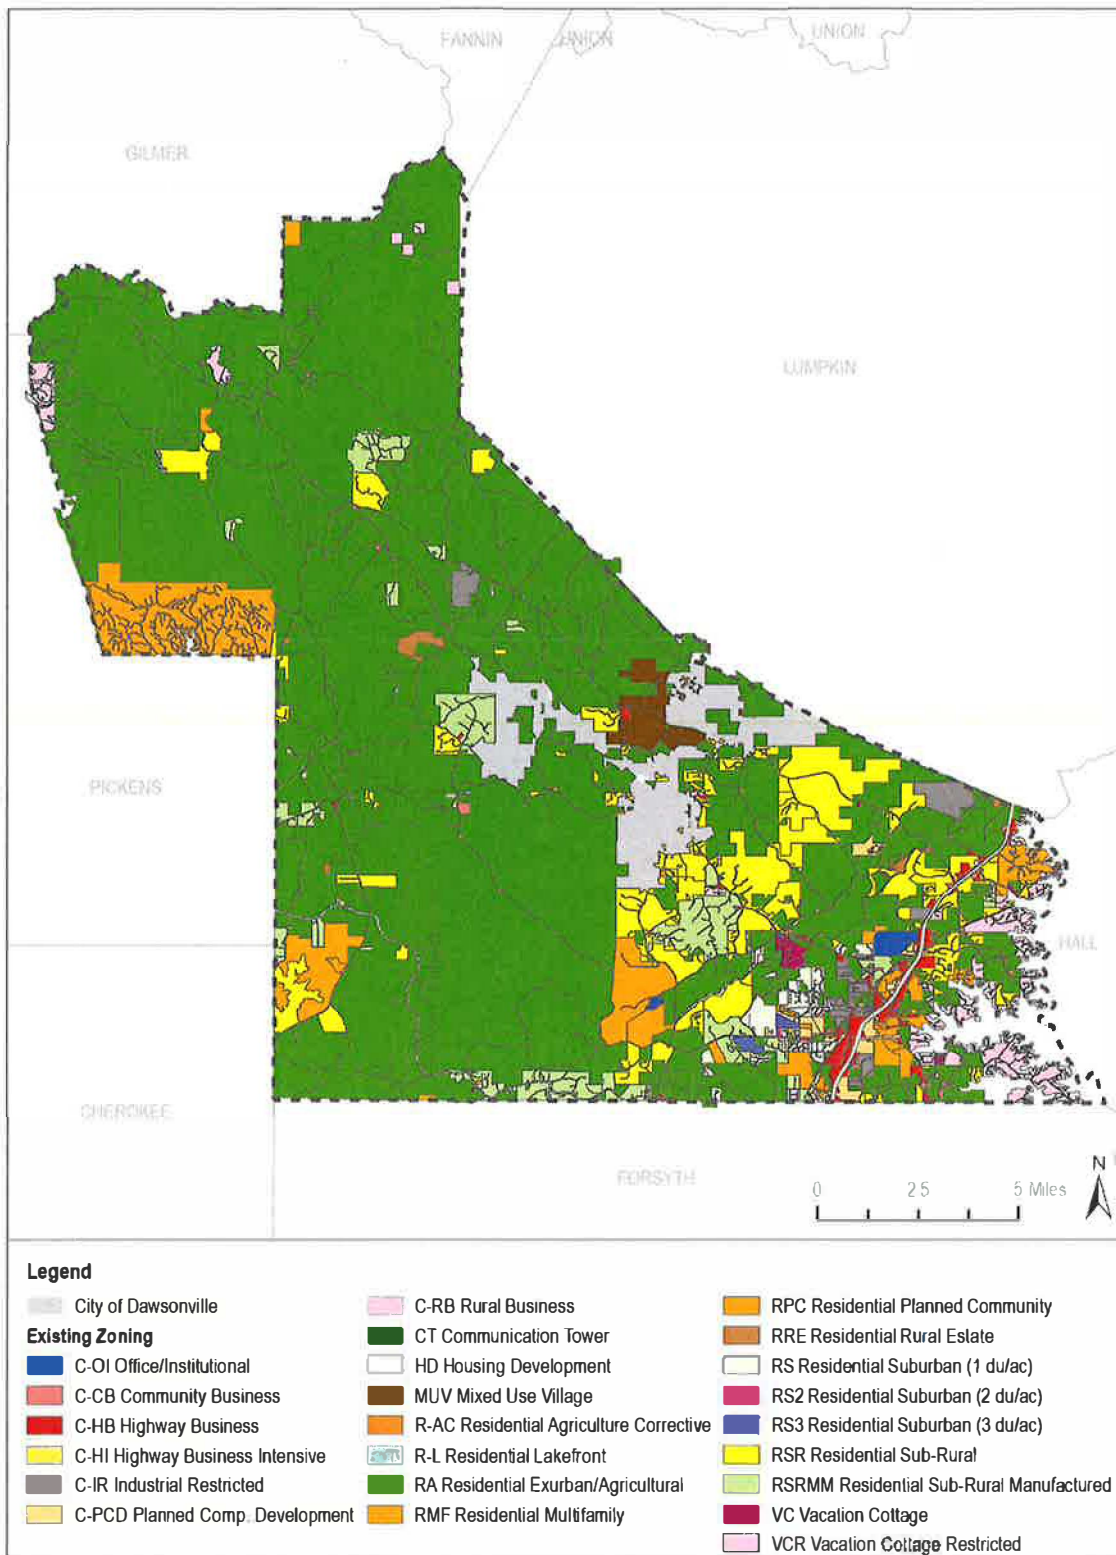 FANNIN
UNION
UNION
GILMER
LUMPKIN
PICKENS
HALL
CHEROKEE
FORSYTH
N
0 2.5 5 Miles
Legend
City of Dawsonville
Existing Zoning
C-OI Office/Institutional
C-CB Community Business
C-HB Highway Business
C-HI Highway Business Intensive
C-IR Industrial Restricted
C-PCD Planned Comp. Development
C-RB Rural Business
CT Communication Tower
HD Housing Development
MUV Mixed Use Village
R-AC Residential Agriculture Corrective
R-L Residential Lakefront
RA Residential Exurban/Agricultural
RMF Residential Multifamily
RPC Residential Planned Community
RRE Residential Rural Estate
RS Residential Suburban (1 du/ac)
RS2 Residential Suburban (2 du/ac)
RS3 Residential Suburban (3 du/ac)
RSR Residential Sub-Rural
RSRMM Residential Sub-Rural Manufactured
VC Vacation Cottage
VCR Vacation Cottage Restricted